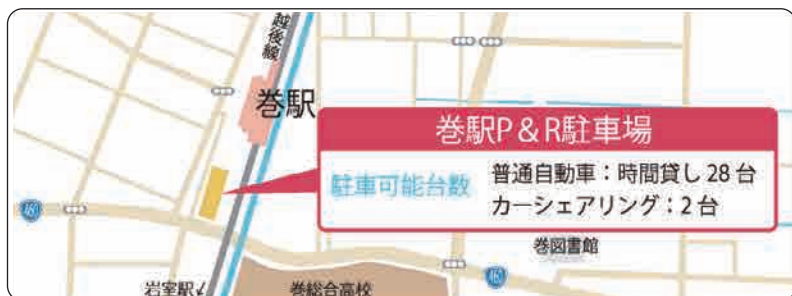 越後線
巻駅
巻駅P&R駐車場
駐車可能台数
普通自動車：時間貸し 28 台
カーシェアリング：2 台
460
巻図書館
460
岩室駅
巻総合高校